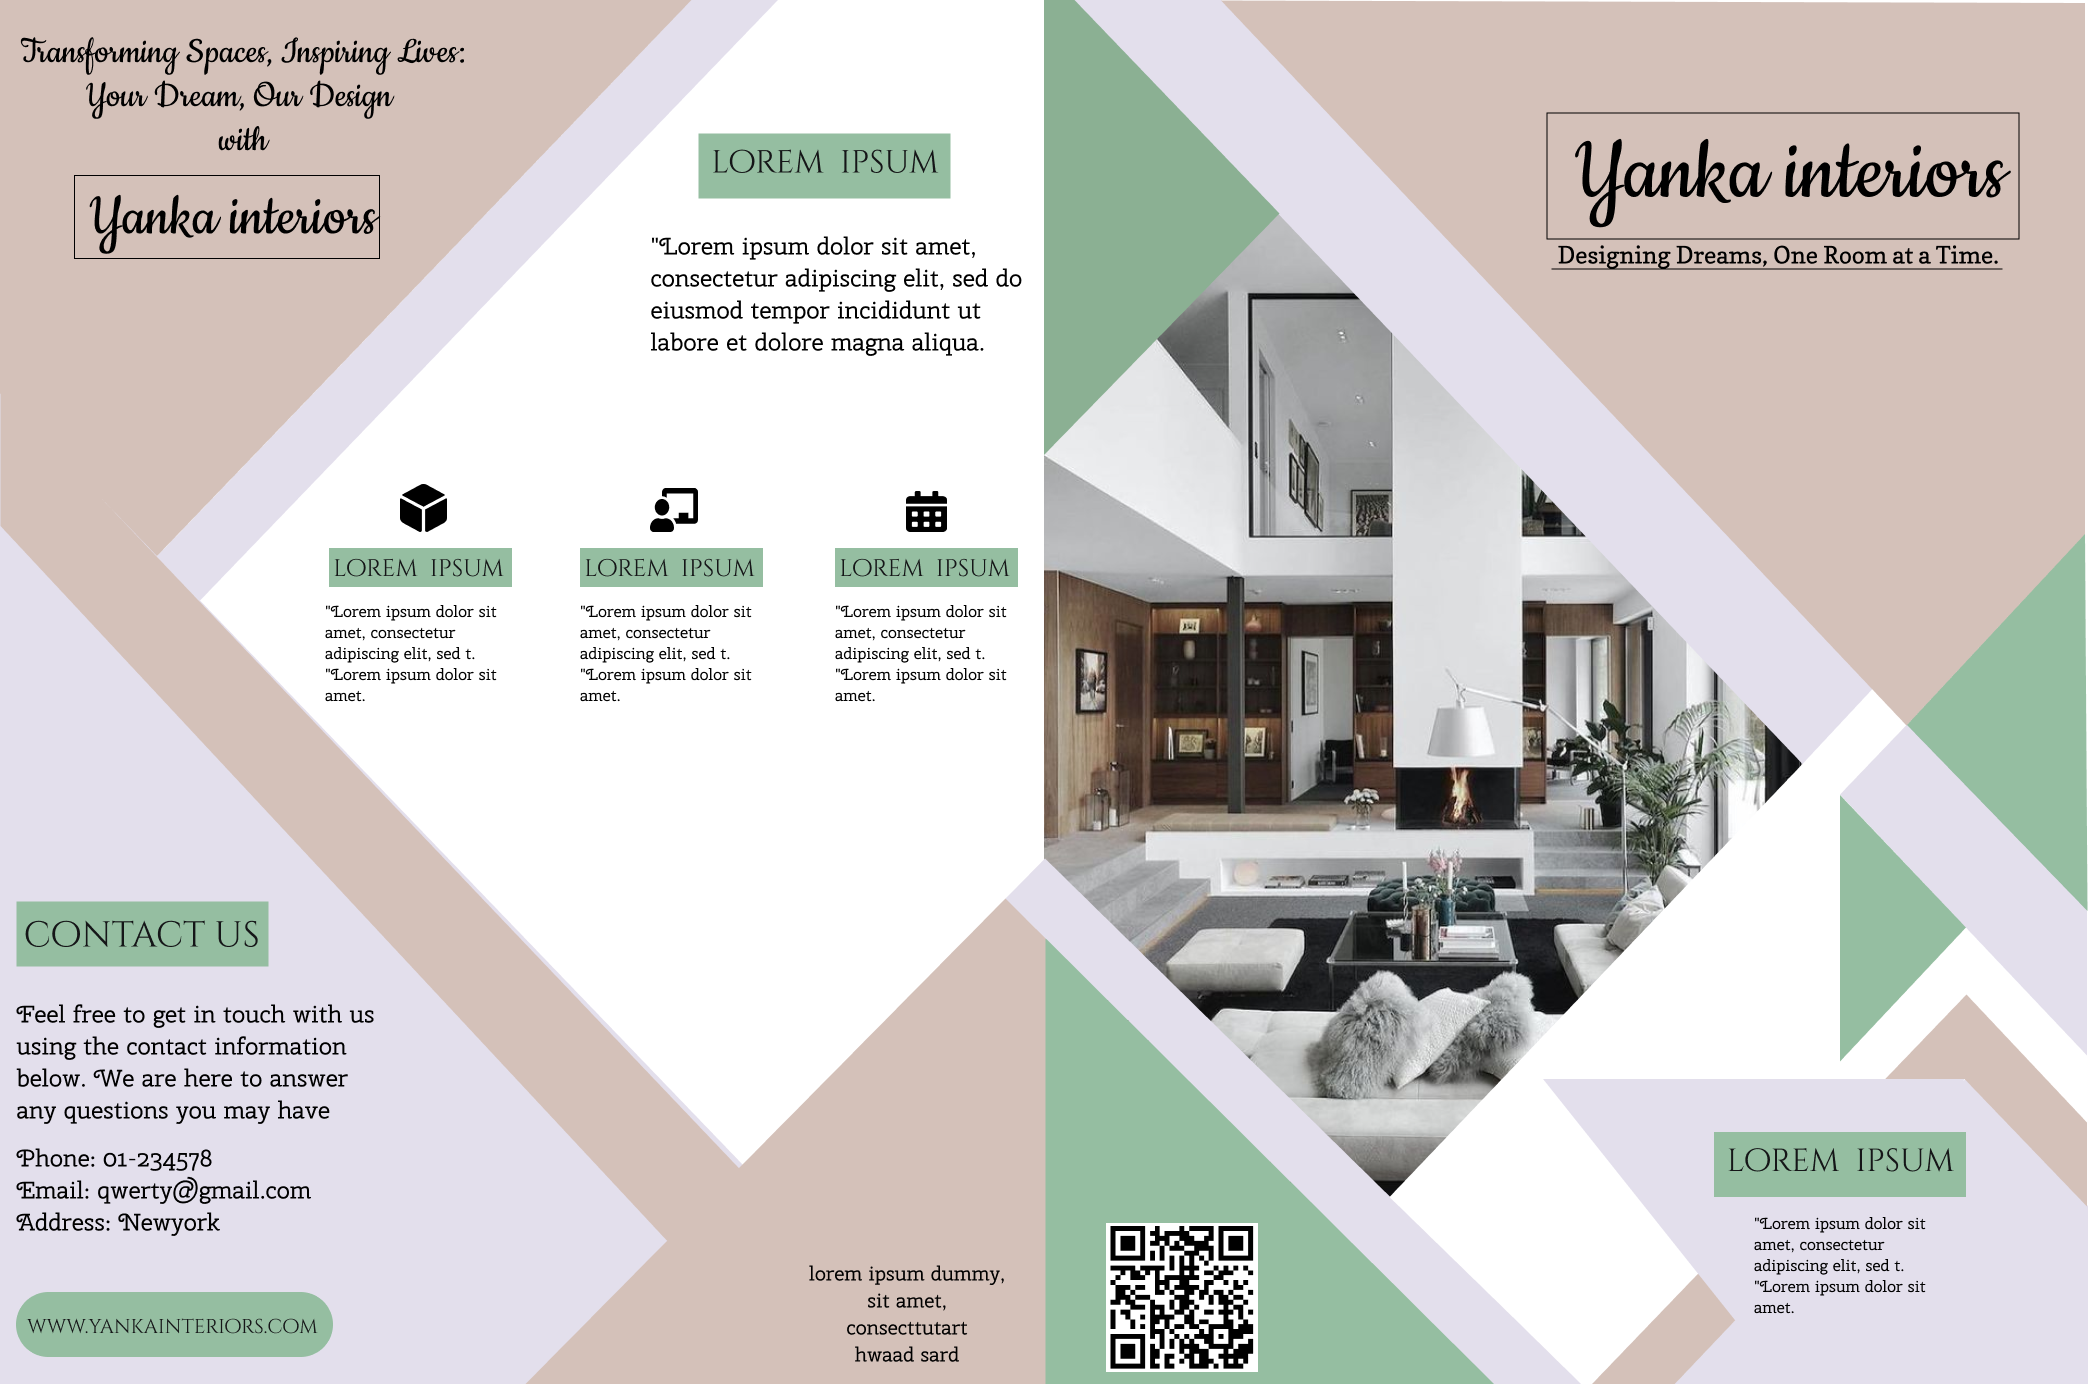 Transforming Spaces, Inspiring Lives:
Your Dream, Our Design
with
Yanka interiors
LOREM IPSUM
"Lorem ipsum dolor sit amet,
consectetur adipiscing elit, sed do
eiusmod tempor incididunt ut
labore et dolore magna aliqua.
LOREM IPSUM
"Lorem ipsum dolor sit
amet, consectetur
adipiscing elit, sed t.
"Lorem ipsum dolor sit
amet.
LOREM IPSUM
"Lorem ipsum dolor sit
amet, consectetur
adipiscing elit, sed t.
"Lorem ipsum dolor sit
amet.
LOREM IPSUM
"Lorem ipsum dolor sit
amet, consectetur
adipiscing elit, sed t.
"Lorem ipsum dolor sit
amet.
CONTACT US
Feel free to get in touch with us
using the contact information
below. We are here to answer
any questions you may have
Phone: 01-234578
Email: qwerty@gmail.com
Address: Newyork
WWW.YANKAINTERIORS.COM
lorem ipsum dummy,
sit amet,
consecttutart
hwaad sard
Yanka interiors
Designing Dreams, One Room at a Time.
LOREM IPSUM
"Lorem ipsum dolor sit
amet, consectetur
adipiscing elit, sed t.
"Lorem ipsum dolor sit
amet.